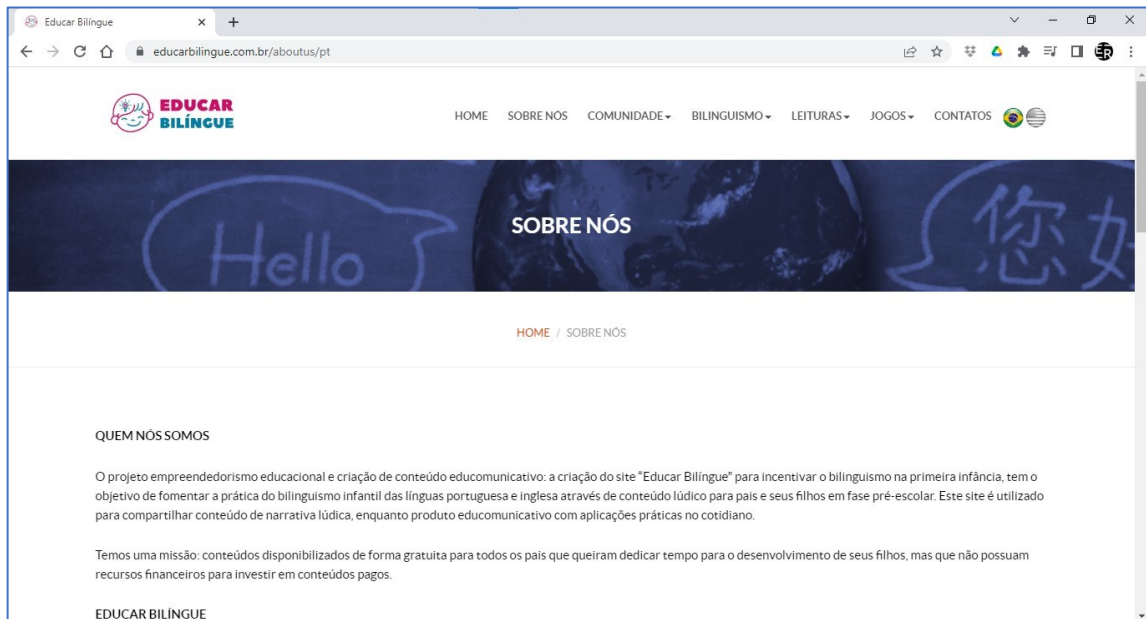 Educar Bilíngue
educarbilingue.com.br/aboutus/pt
EDUCAR
BILÍNGUE
HOME SOBRE NÓS COMUNIDADE BILINGUISMO LEITURAS JOGOS CONTATOS
Hello
SOBRE NÓS
您好
HOME / SOBRE NÓS
QUEM NÓS SOMOS
O projeto empreendedorismo educacional e criação de conteúdo educomunicativo: a criação do site “Educar Bilíngue” para incentivar o bilinguismo na primeira infância, tem o
objetivo de fomentar a prática do bilinguismo infantil das línguas portuguesa e inglesa através de conteúdo lúdico para pais e seus filhos em fase pré-escolar. Este site é utilizado
para compartilhar conteúdo de narrativa lúdica, enquanto produto educomunicativo com aplicações práticas no cotidiano.
Temos uma missão: conteúdos disponibilizados de forma gratuita para todos os pais que queiram dedicar tempo para o desenvolvimento de seus filhos, mas que não possuam
recursos financeiros para investir em conteúdos pagos.
EDUCAR BILÍNGUE